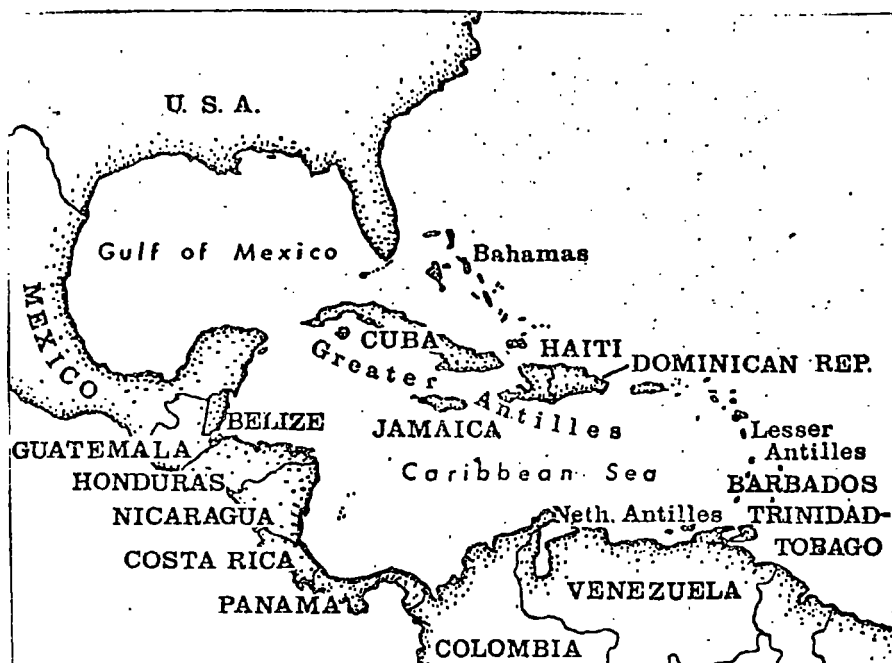 U. S. A.
Gulf of Mexico
Bahamas
MEXICO
CUBA
HAITI
DOMINICAN REP.
Greater Antilles
BELIZE
JAMAICA
Lesser
Antilles
GUATEMALA
Caribbean Sea
HONDURAS
BARBADOS
NICARAGUA
Neth. Antilles
TRINIDAD-
TOBAGO
COSTA RICA
VENEZUELA
PANAMA
COLOMBIA